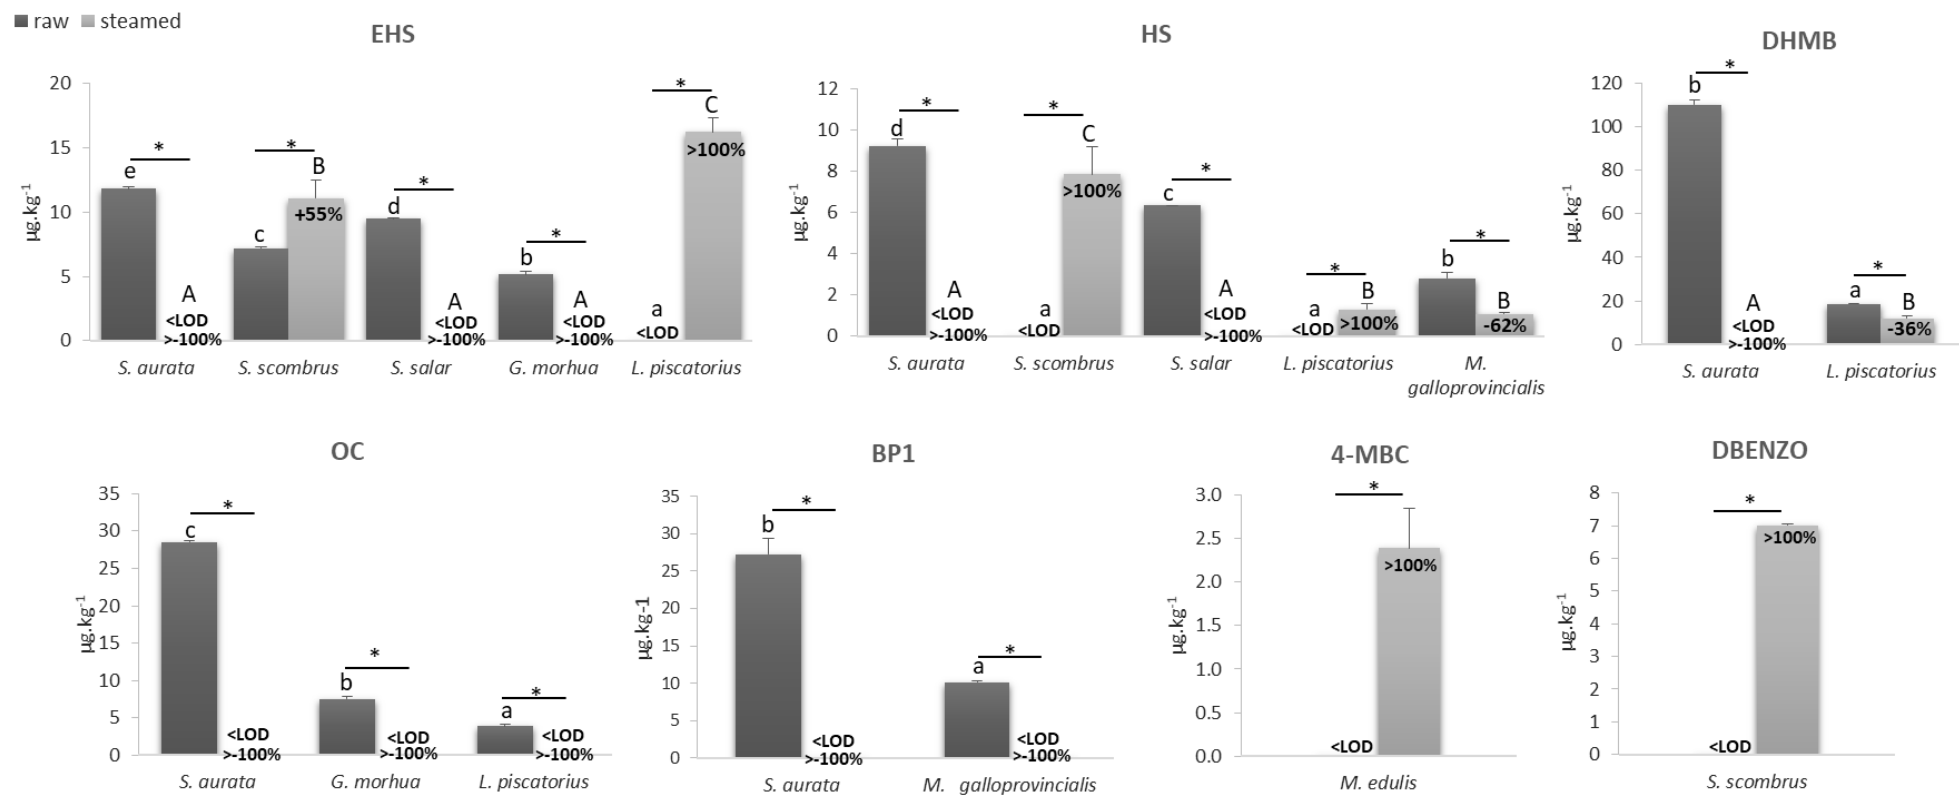 raw steamed
EHS
20
15
10
5
0
µg.kg-1
*
e
A
<LOD
>-100%
*
c
B
+55%
*
d
A
<LOD
>-100%
*
b
A
<LOD
>-100%
*
a
<LOD
C
>100%
S. aurata S. scombrus S. salar G. morhua L. piscatorius
HS
12
10
8
6
4
2
0
µg.kg-1
*
d
A
<LOD
>-100%
*
a
<LOD
C
>100%
*
c
A
<LOD
>-100%
*
a
<LOD
B
>100%
*
b
B
-62%
S. aurata S. scombrus S. salar L. piscatorius M.
galloprovincialis
DHMB
120
100
80
60
40
20
0
µg.kg-1
*
b
A
<LOD
>-100%
*
a
B
-36%
S. aurata L. piscatorius
OC
35
30
25
20
15
10
5
0
µg.kg-1
*
c
<LOD
>-100%
*
b
<LOD
>-100%
*
a
<LOD
>-100%
S. aurata G. morhua L. piscatorius
BP1
35
30
25
20
15
10
5
0
µg.kg-1
*
b
<LOD
>-100%
*
a
<LOD
>-100%
S. aurata M. galloprovincialis
4-MBC
3.0
2.5
2.0
1.5
1.0
0.5
0.0
µg.kg-1
*
<LOD
>100%
M. edulis
DBENZO
8
7
6
5
4
3
2
1
0
µg.kg-1
*
<LOD
>100%
S. scombrus